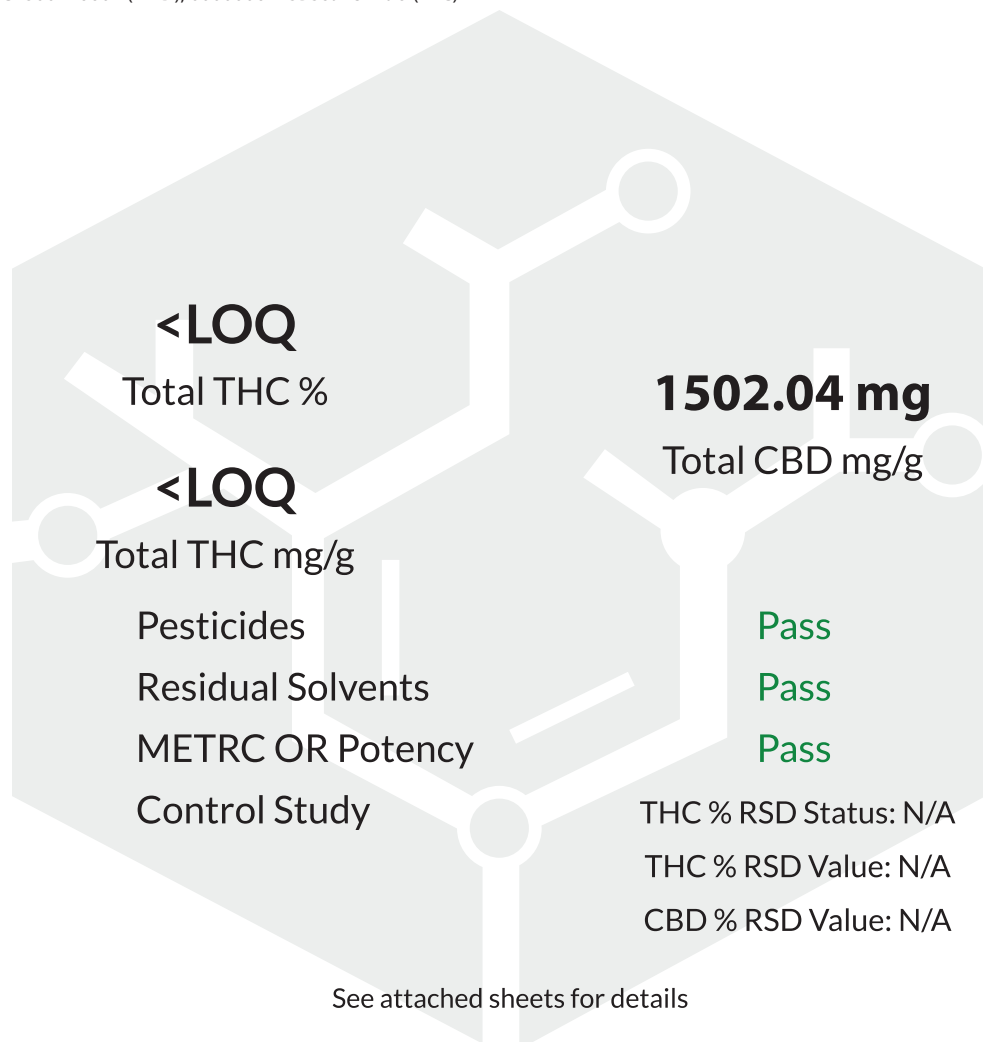 <LOQ
Total THC %
1502.04 mg
Total CBD mg/g
<LOQ
Total THC mg/g
Pesticides Pass
Residual Solvents Pass
METRC OR Potency Pass
Control Study THC % RSD Status: N/A
THC % RSD Value: N/A
CBD % RSD Value: N/A
See attached sheets for details